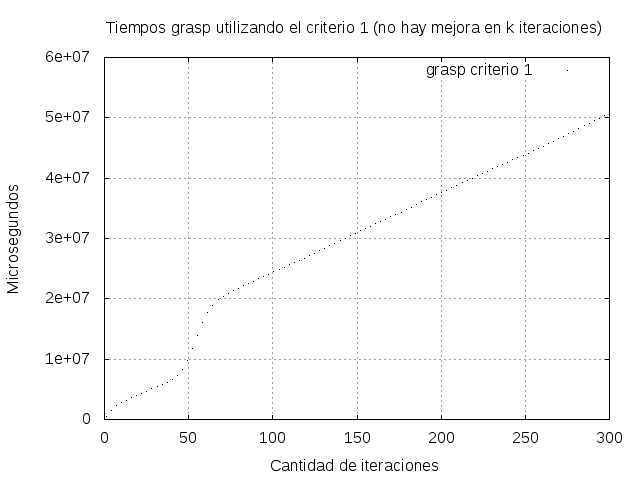 Tiempos grasp utilizando el criterio 1 (no hay mejora en k iteraciones)
grasp criterio 1
6e+07
5e+07
4e+07
3e+07
2e+07
1e+07
0
Microsegundos
0 50 100 150 200 250 300
Cantidad de iteraciones